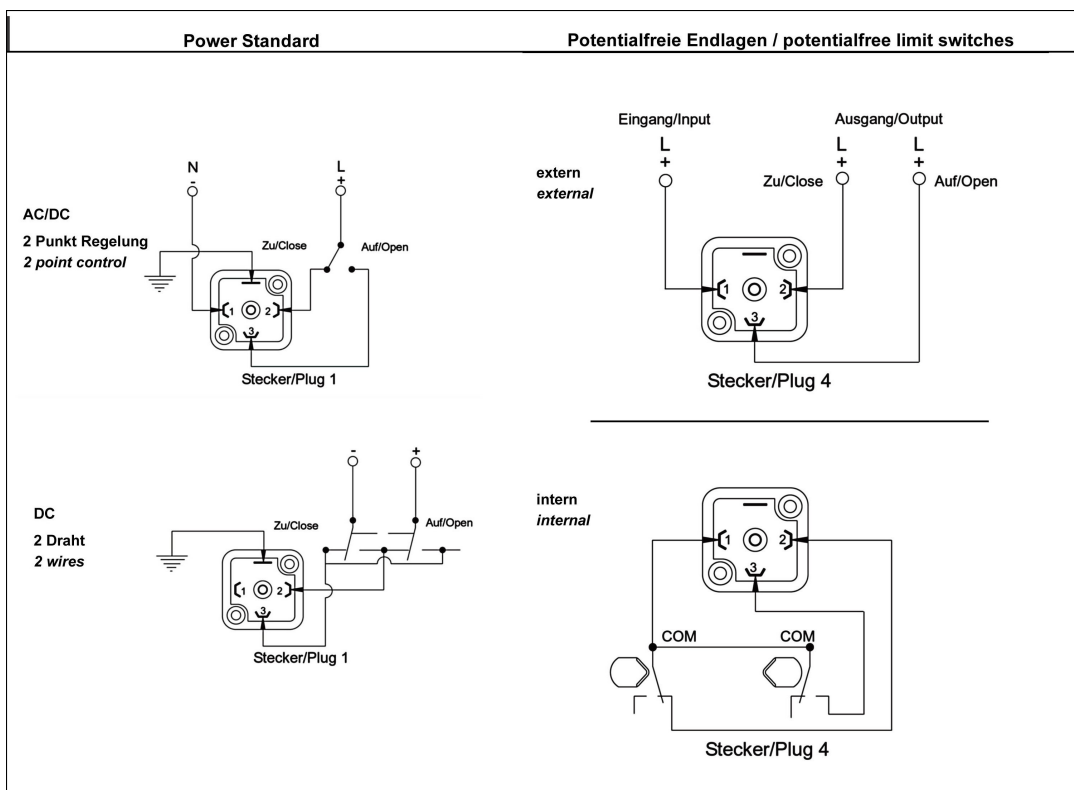 Power Standard
Potentialfreie Endlagen / potentialfree limit switches
N
-
L
+
AC/DC
2 Punkt Regelung
2 point control
Zu/Close
Auf/Open
1
2
3
Stecker/Plug 1
Eingang/Input
Ausgang/Output
L
+
L
+
L
+
extern
external
Zu/Close
Auf/Open
1
2
3
Stecker/Plug 4
-
+
DC
2 Draht
2 wires
Zu/Close
Auf/Open
1
2
3
Stecker/Plug 1
intern
internal
1
2
3
COM
COM
Stecker/Plug 4